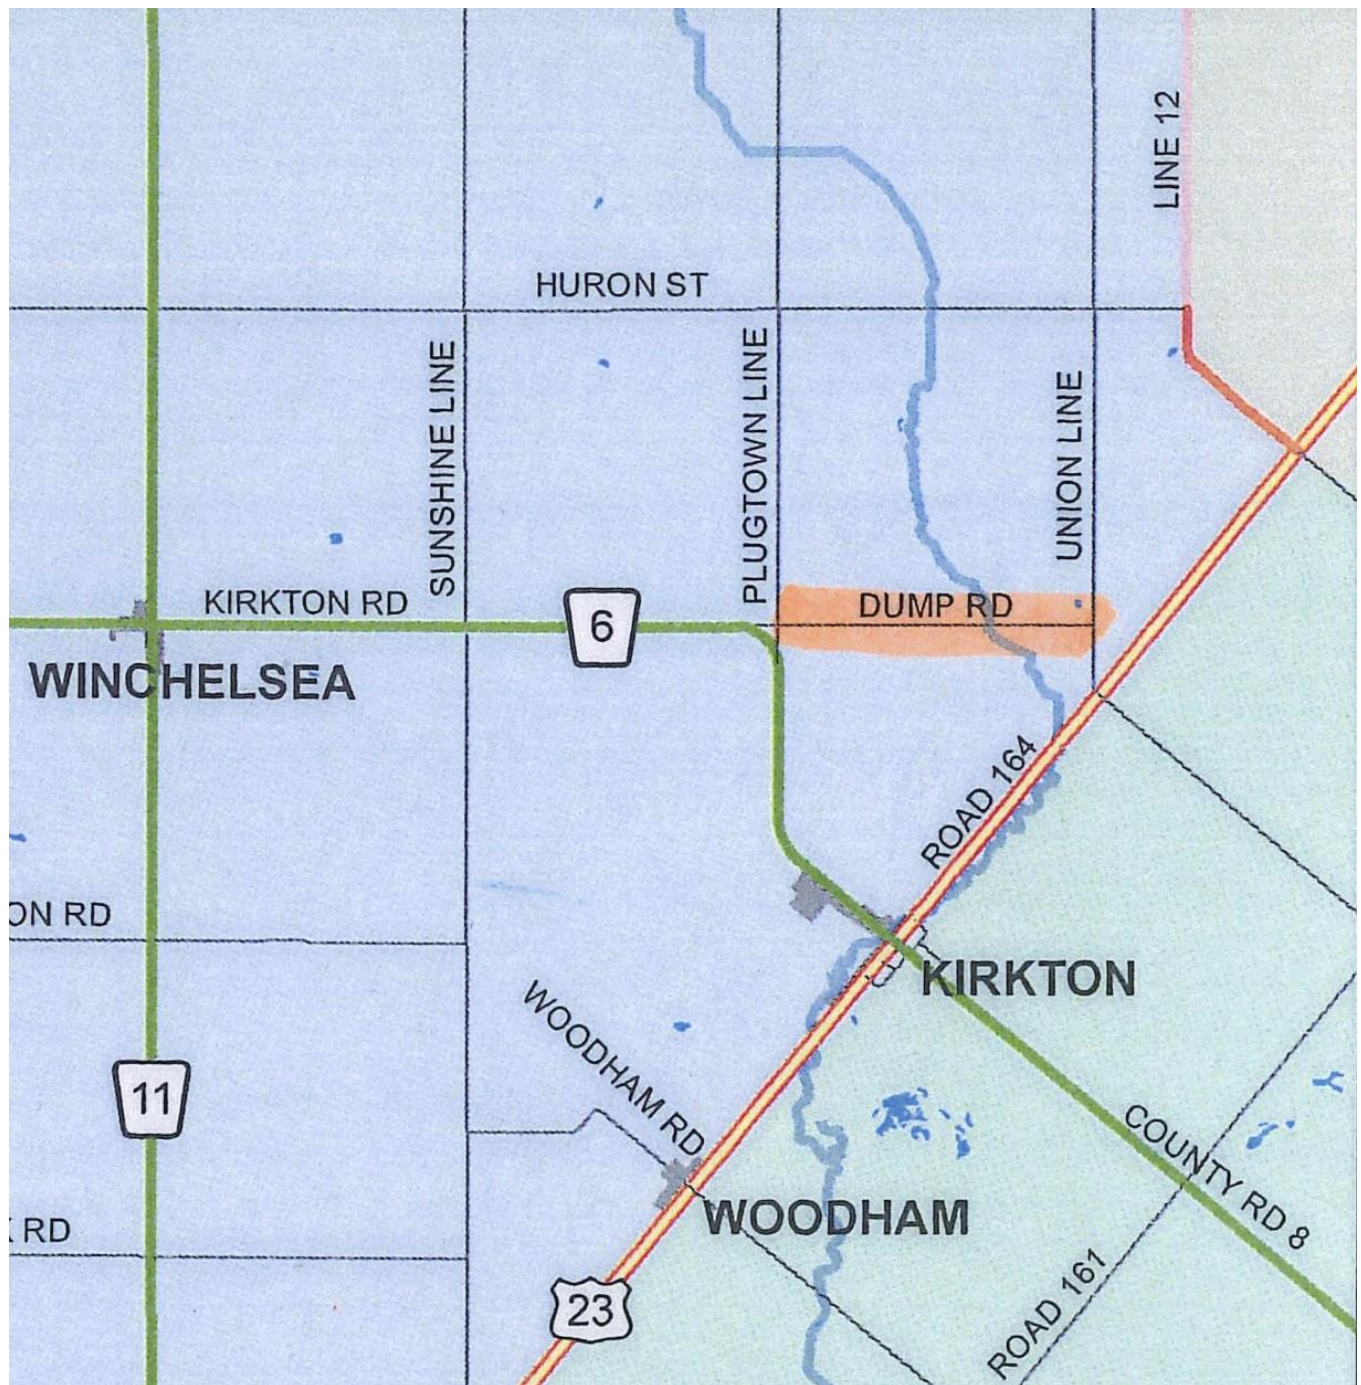 LINE 12
HURON ST
SUNSHINE LINE
PLUGTOWN LINE
UNION LINE
KIRKTON RD
6
DUMP RD
WINCHELSEA
ROAD 164
ON RD
KIRKTON
WOODHAM RD
11
COUNTY RD 8
WOODHAM
RD
ROAD 161
23